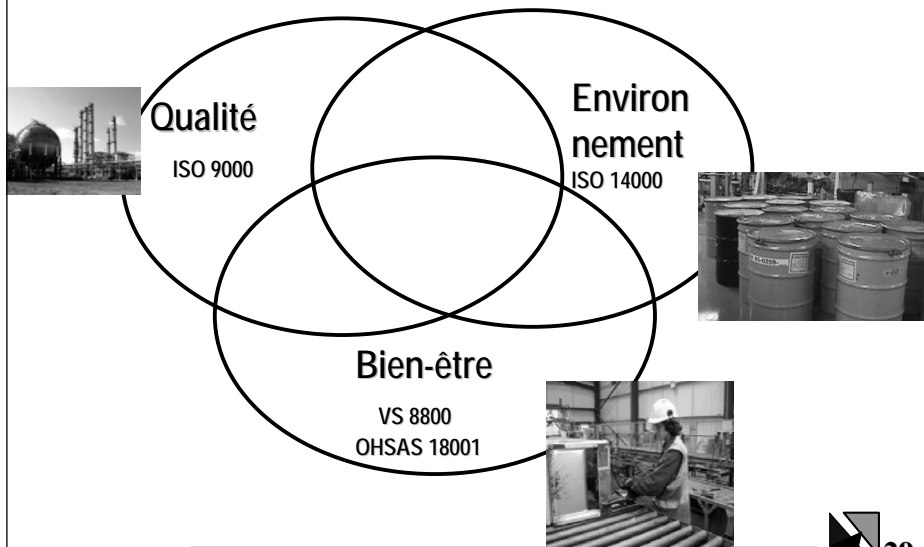 Qualité
ISO 9000
Environ
nement
ISO 14000
Bien-être
VS 8800
OHSAS 18001